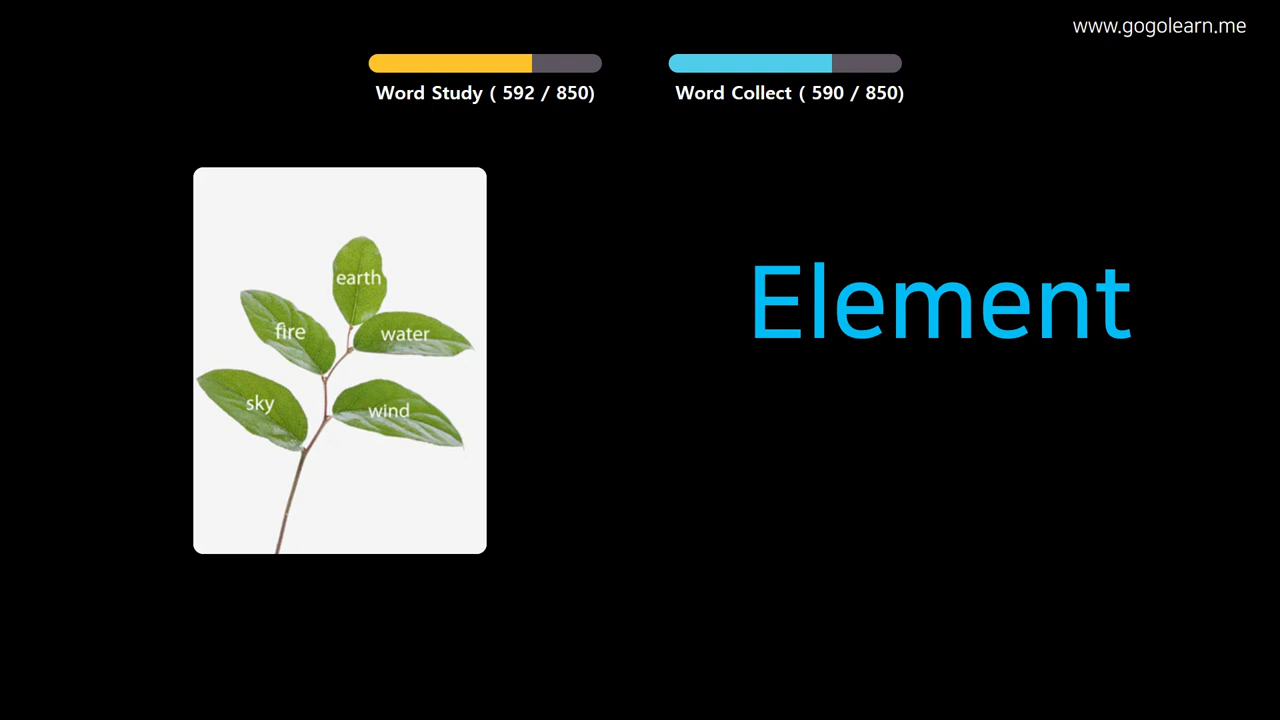 www.gogolearn.me
Word Study ( 592 / 850)
Word Collect ( 590 / 850)
Element
earth
fire
water
sky
wind